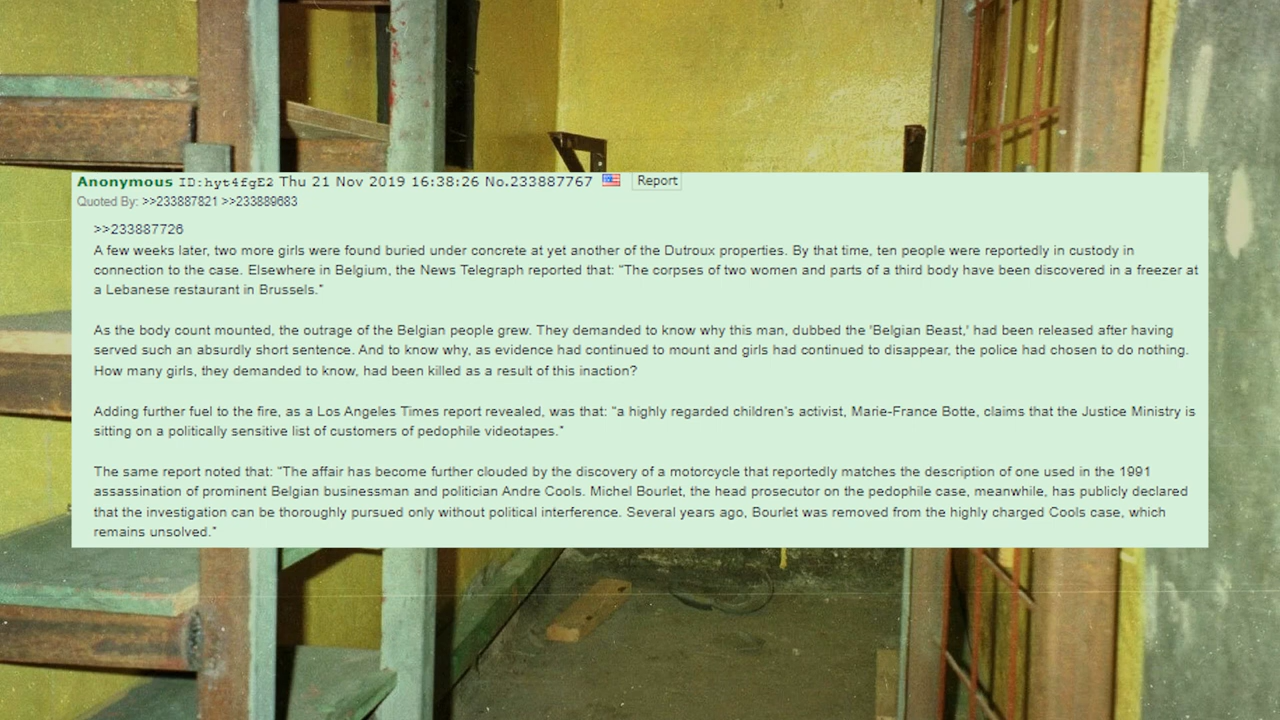 Anonymous ID:hyt4fgE2 Thu 21 Nov 2019 16:38:26 No.233887767 Report
Quoted By: >>233887821 >>233889683
>>233887726
A few weeks later, two more girls were found buried under concrete at yet another of the Dutroux properties. By that time, ten people were reportedly in custody in
connection to the case. Elsewhere in Belgium, the News Telegraph reported that: “The corpses of two women and parts of a third body have been discovered in a freezer at
a Lebanese restaurant in Brussels.”
As the body count mounted, the outrage of the Belgian people grew. They demanded to know why this man, dubbed the 'Belgian Beast,' had been released after having
served such an absurdly short sentence. And to know why, as evidence had continued to mount and girls had continued to disappear, the police had chosen to do nothing.
How many girls, they demanded to know, had been killed as a result of this inaction?
Adding further fuel to the fire, as a Los Angeles Times report revealed, was that: “a highly regarded children's activist, Marie-France Botte, claims that the Justice Ministry is
sitting on a politically sensitive list of customers of pedophile videotapes.”
The same report noted that: “The affair has become further clouded by the discovery of a motorcycle that reportedly matches the description of one used in the 1991
assassination of prominent Belgian businessman and politician Andre Cools. Michel Bourlet, the head prosecutor on the pedophile case, meanwhile, has publicly declared
that the investigation can be thoroughly pursued only without political interference. Several years ago, Bourlet was removed from the highly charged Cools case, which
remains unsolved.”